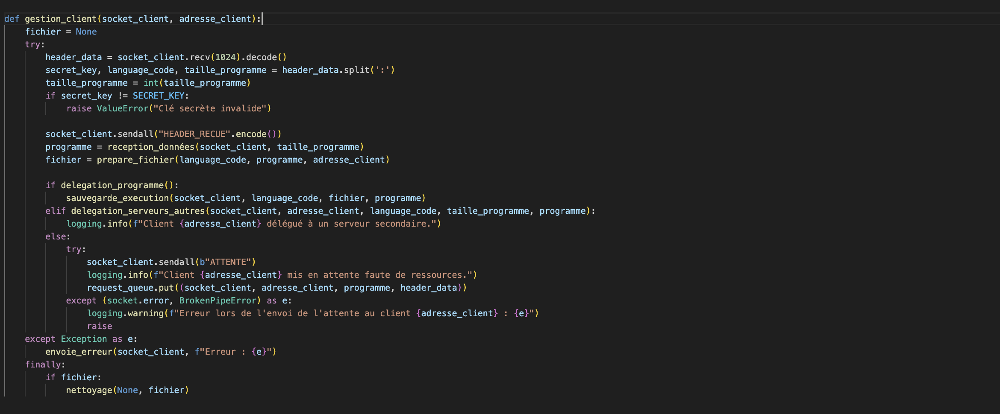 def gestion_client(socket_client, adresse_client):
    fichier = None
    try:
        header_data = socket_client.recv(1024).decode()
        secret_key, language_code, taille_programme = header_data.split(':')
        taille_programme = int(taille_programme)
        if secret_key != SECRET_KEY:
            raise ValueError("Clé secrète invalide")

        socket_client.sendall("HEADER_RECUE".encode())
        programme = reception_données(socket_client, taille_programme)
        fichier = prepare_fichier(language_code, programme, adresse_client)

        if delegation_programme():
            sauvegarde_execution(socket_client, language_code, fichier, programme)
        elif delegation_serveurs_autres(socket_client, adresse_client, language_code, taille_programme, programme):
            logging.info(f"Client {adresse_client} délégué à un serveur secondaire.")
        else:
            try:
                socket_client.sendall(b"ATTENTE")
                logging.info(f"Client {adresse_client} mis en attente faute de ressources.")
                request_queue.put((socket_client, adresse_client, programme, header_data))
            except (socket.error, BrokenPipeError) as e:
                logging.warning(f"Erreur lors de l'envoi de l'attente au client {adresse_client} : {e}")
                raise
    except Exception as e:
        envoie_erreur(socket_client, f"Erreur : {e}")
    finally:
        if fichier:
            nettoyage(None, fichier)